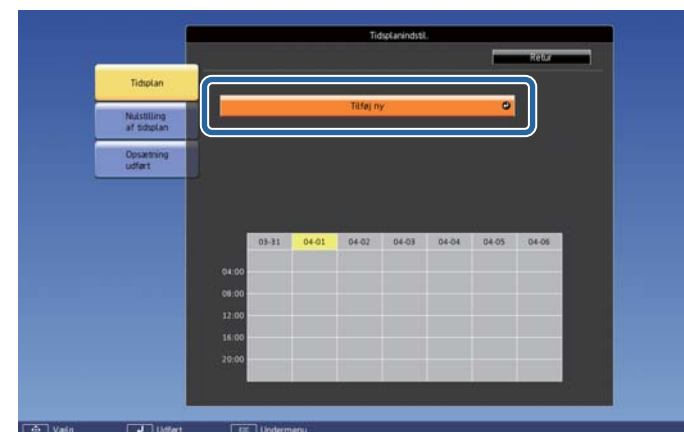 Tidsplanindstil.
Retur
Tidsplan
Tilføj ny
Nulstilling
af tidsplan
Opsætning
udført
03-31 04-01 04-02 04-03 04-04 04-05 04-06
04:00
08:00
12:00
16:00
20:00
Vælg Udført Esc Undermenu